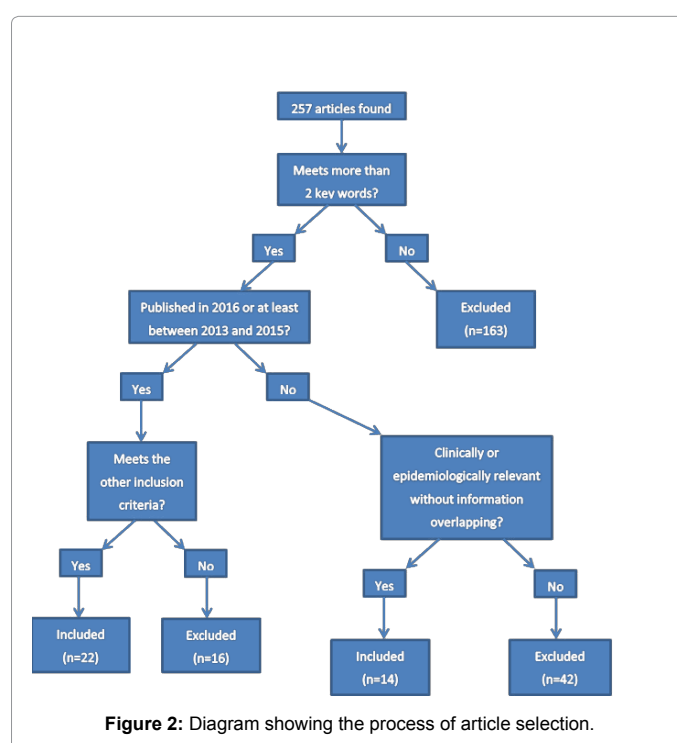 257 articles found
Meets more than
2 key words?
Yes
No
Published in 2016 or at least
between 2013 and 2015?
Excluded
(n=163)
Yes
No
Meets the
other inclusion
criteria?
Clinically or
epidemiologically relevant
without information
overlapping?
Yes
No
Yes
No
Included
(n=22)
Excluded
(n=16)
Included
(n=14)
Excluded
(n=42)
Figure 2: Diagram showing the process of article selection.